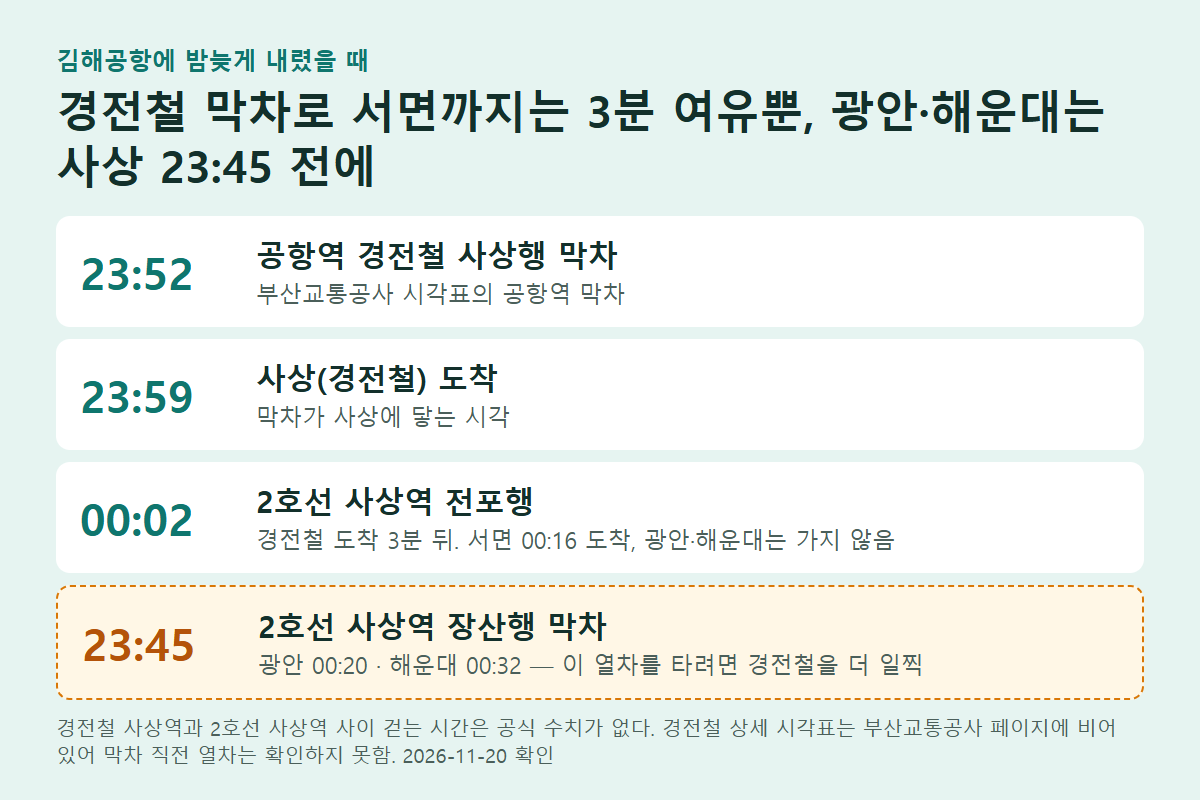 김해공항에 밤늦게 내렸을 때
경전철 막차로 서면까지는 3분 여유뿐, 광안·해운대는
사상 23:45 전에
23:52
공항역 경전철 사상행 막차
부산교통공사 시각표의 공항역 막차
23:59
사상(경전철) 도착
막차가 사상에 닿는 시각
00:02
2호선 사상역 전포행
경전철 도착 3분 뒤. 서면 00:16 도착, 광안·해운대는 가지 않음
23:45
2호선 사상역 장산행 막차
광안 00:20 · 해운대 00:32 — 이 열차를 타려면 경전철을 더 일찍
경전철 사상역과 2호선 사상역 사이 걷는 시간은 공식 수치가 없다. 경전철 상세 시각표는 부산교통공사 페이지에 비어
있어 막차 직전 열차는 확인하지 못함. 2026-11-20 확인